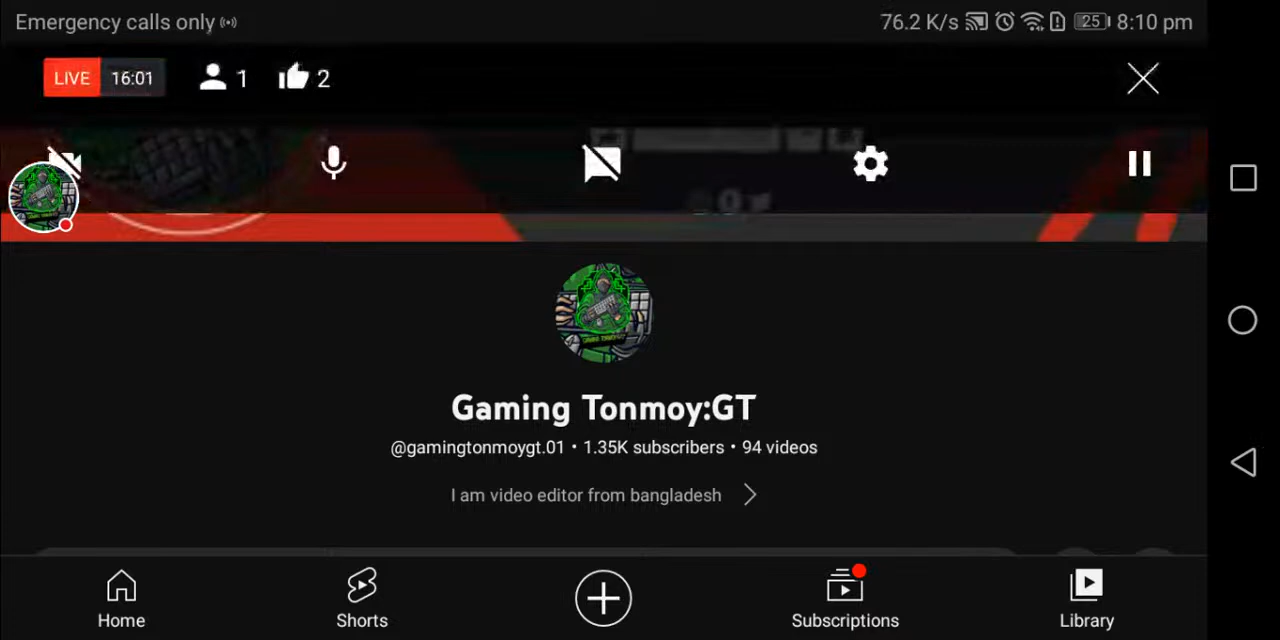 Emergency calls only
76.2 K/s 25 8:10 pm
LIVE 16:01 1 2
Gaming Tonmoy:GT
@gamingtonmoygt.01 • 1.35K subscribers • 94 videos
I am video editor from bangladesh
Home Shorts Subscriptions Library